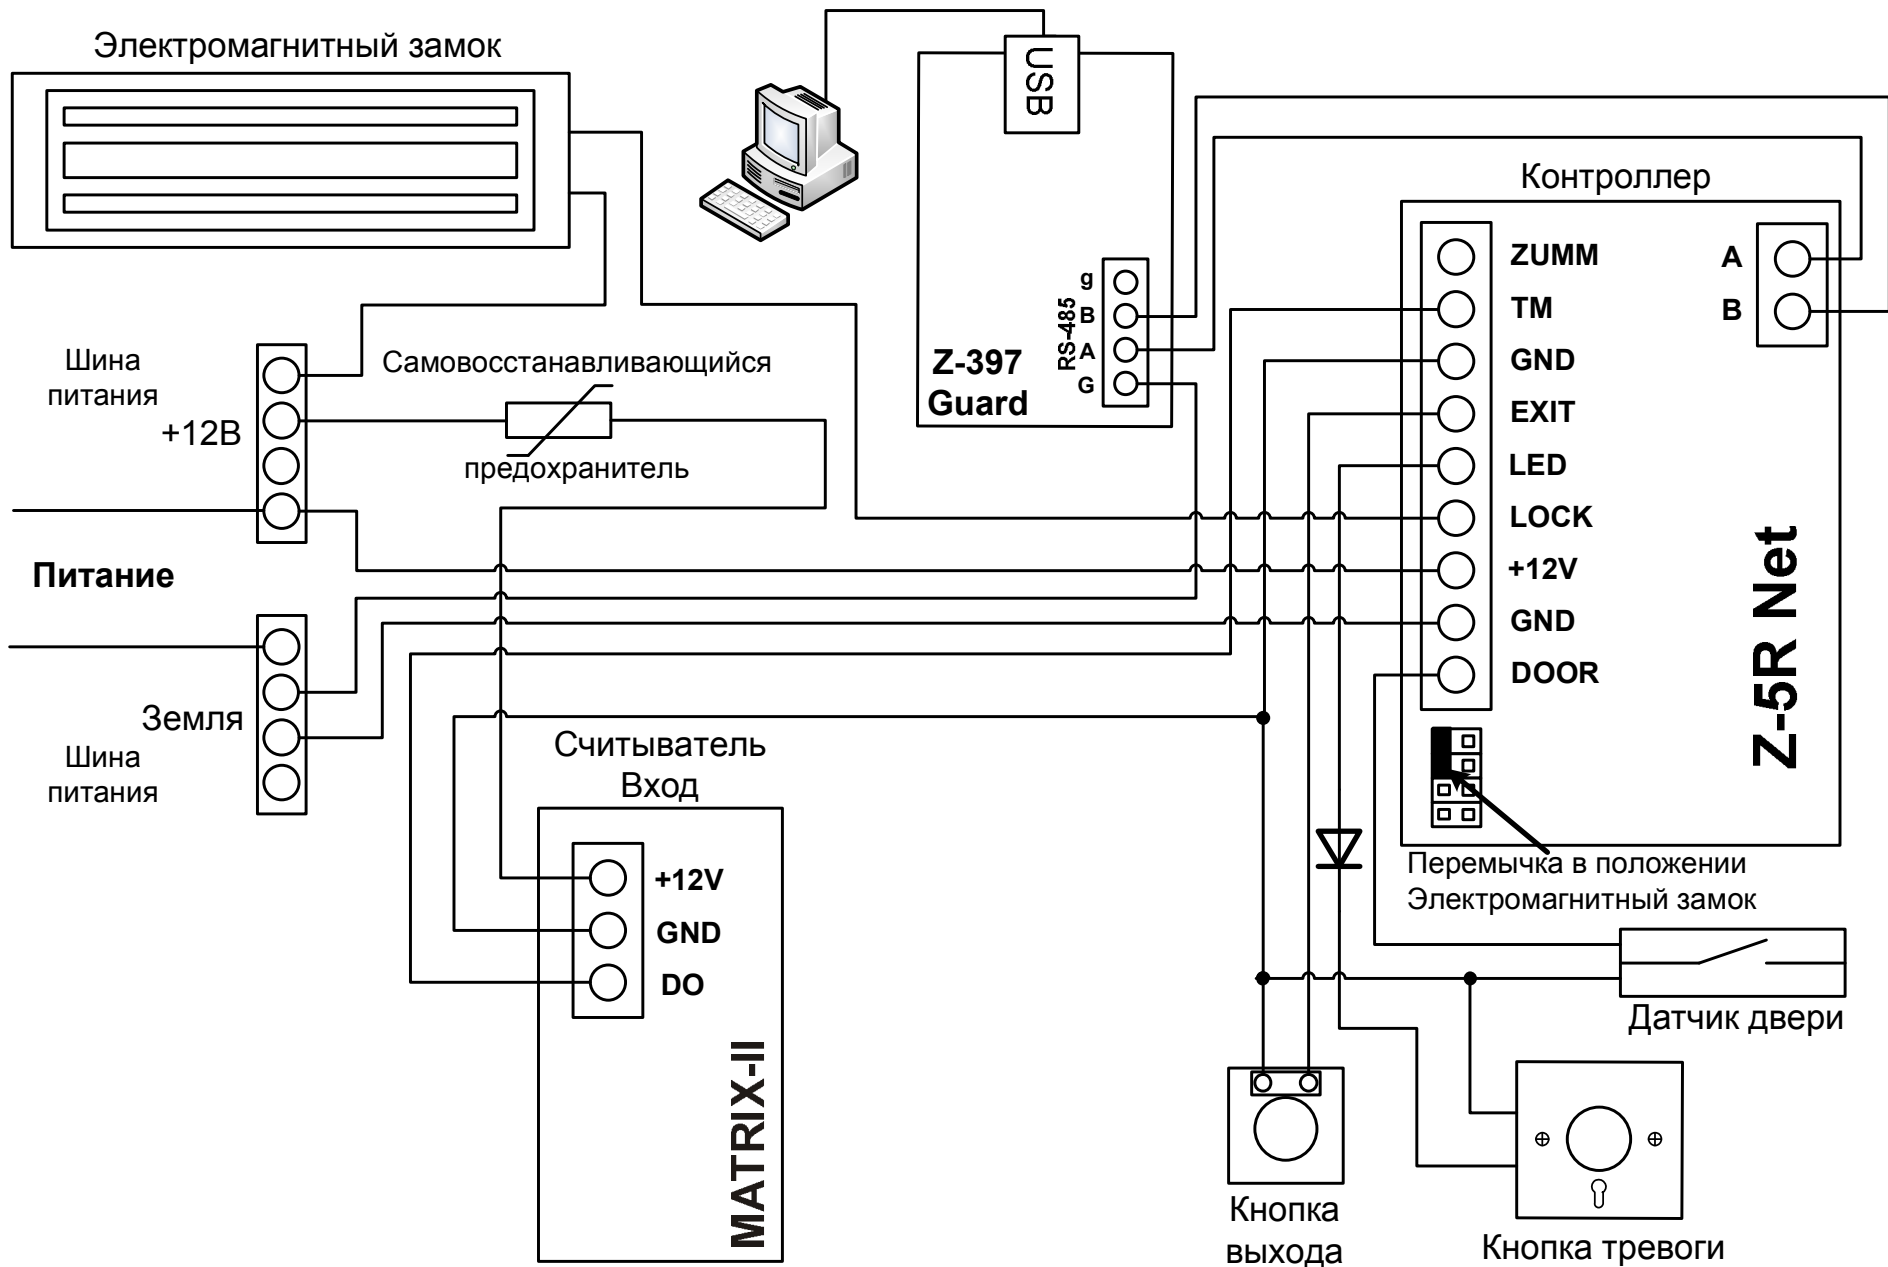 Электромагнитный замок
USB
Контроллер
ZUMM
TM
GND
EXIT
LED
LOCK
+12V
GND
DOOR
A
B
Z-5R Net
g
B
A
G
RS-485
Z-397
Guard
Шина
питания
+12В
Самовосстанавливающийся
предохранитель
Питание
Земля
Шина
питания
Считыватель
Вход
+12V
GND
DO
MATRIX-II
Перемычка в положении
Электромагнитный замок
Датчик двери
Кнопка
выхода
Кнопка тревоги